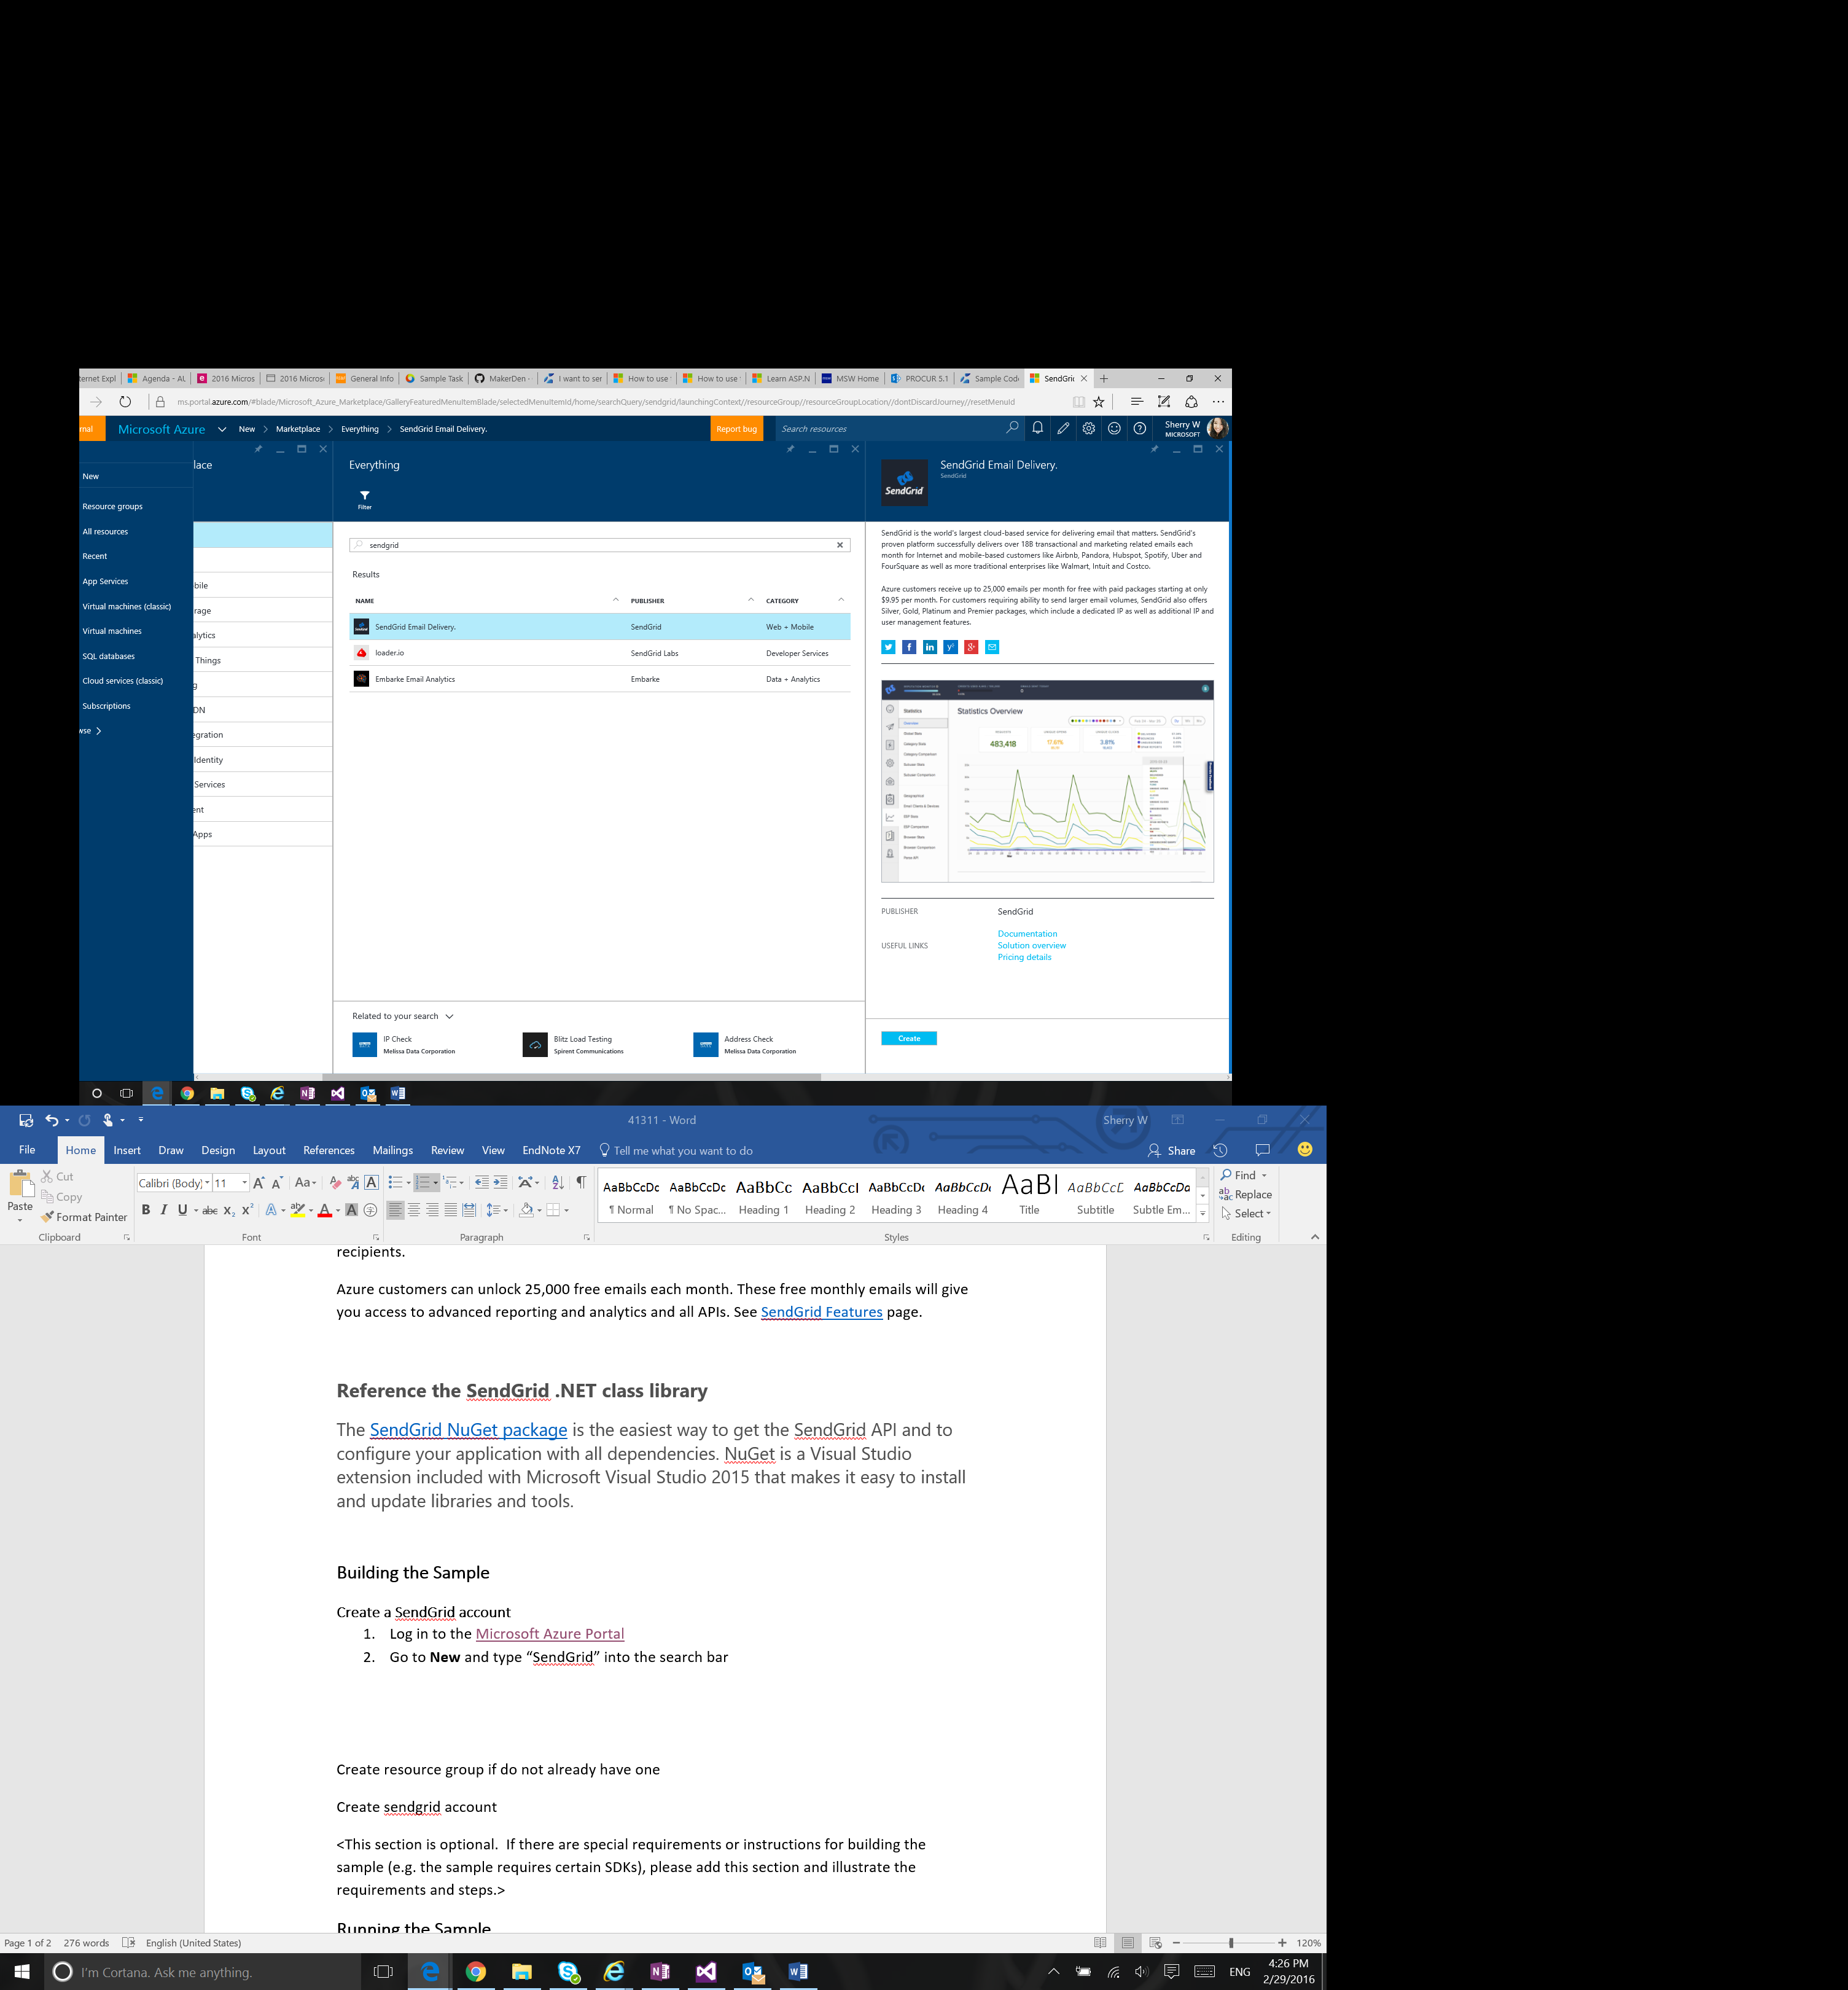 ternet Expl
Agenda - AL
2016 Micros
2016 Micros
General Info
Sample Task
MakerDen -
I want to ser
How to use
How to use
Learn ASP.N
MSW Home
PROCUR 5.1
Sample Code
SendGri
ms.portal.azure.com/#blade/Microsoft_Azure_Marketplace/GalleryFeaturedMenuItemBlade/selectedMenuItemId/home/searchQuery/sendgrid/launchingContext//resourceGroup//resourceGroupLocation//dontDiscardJourney//resetMenuId
Microsoft Azure
New > Marketplace > Everything > SendGrid Email Delivery.
Report bug
Search resources
Sherry W
MICROSOFT
New
Resource groups
All resources
Recent
App Services
Virtual machines (classic)
Virtual machines
SQL databases
Cloud services (classic)
Subscriptions
wse >
lace
bile
rage
alytics
Things
g
DN
egration
Identity
Services
ent
Apps
Everything
Filter
sendgrid
Results
NAME PUBLISHER CATEGORY
SendGrid Email Delivery. SendGrid Web + Mobile
loader.io SendGrid Labs Developer Services
Embarke Email Analytics Embarke Data + Analytics
Related to your search
IP Check
Melissa Data Corporation
Blitz Load Testing
Spirent Communications
Address Check
Melissa Data Corporation
SendGrid
SendGrid Email Delivery.
SendGrid
SendGrid is the world's largest cloud-based service for delivering email that matters. SendGrid's
proven platform successfully delivers over 18B transactional and marketing related emails each
month for Internet and mobile-based customers like Airbnb, Pandora, Hubspot, Spotify, Uber and
FourSquare as well as more traditional enterprises like Walmart, Intuit and Costco.
Azure customers receive up to 25,000 emails per month for free with paid packages starting at only
$9.95 per month. For customers requiring ability to send larger email volumes, SendGrid also offers
Silver, Gold, Platinum and Premier packages, which include a dedicated IP as well as additional IP and
user management features.
Statistics
Overview
Statistics Overview
483,418
17.61%
3.81%
PUBLISHER SendGrid
USEFUL LINKS
Documentation
Solution overview
Pricing details
Create
41311 - Word
Sherry W
File Home Insert Draw Design Layout References Mailings Review View EndNote X7 Tell me what you want to do
Share
Paste
Cut
Copy
Format Painter
Clipboard
Calibri (Body) 11
Font
Paragraph
AaBbCcDc AaBbCcDc AaBbCc AaBbCcI AaBbCcDc AaBbCcDc AaBl AaBbCcL AaBbCcDa
¶ Normal ¶ No Spac... Heading 1 Heading 2 Heading 3 Heading 4 Title Subtitle Subtle Em...
Styles
Find
Replace
Select
Editing
recipients.
Azure customers can unlock 25,000 free emails each month. These free monthly emails will give
you access to advanced reporting and analytics and all APIs. See SendGrid Features page.
Reference the SendGrid .NET class library
The SendGrid NuGet package is the easiest way to get the SendGrid API and to
configure your application with all dependencies. NuGet is a Visual Studio
extension included with Microsoft Visual Studio 2015 that makes it easy to install
and update libraries and tools.
Building the Sample
Create a SendGrid account
1. Log in to the Microsoft Azure Portal
2. Go to New and type “SendGrid” into the search bar
Create resource group if do not already have one
Create sendgrid account
<This section is optional. If there are special requirements or instructions for building the
sample (e.g. the sample requires certain SDKs), please add this section and illustrate the
requirements and steps.>
Running the Sample
Page 1 of 2 276 words English (United States)
120%
I'm Cortana. Ask me anything.
ENG
4:26 PM
2/29/2016